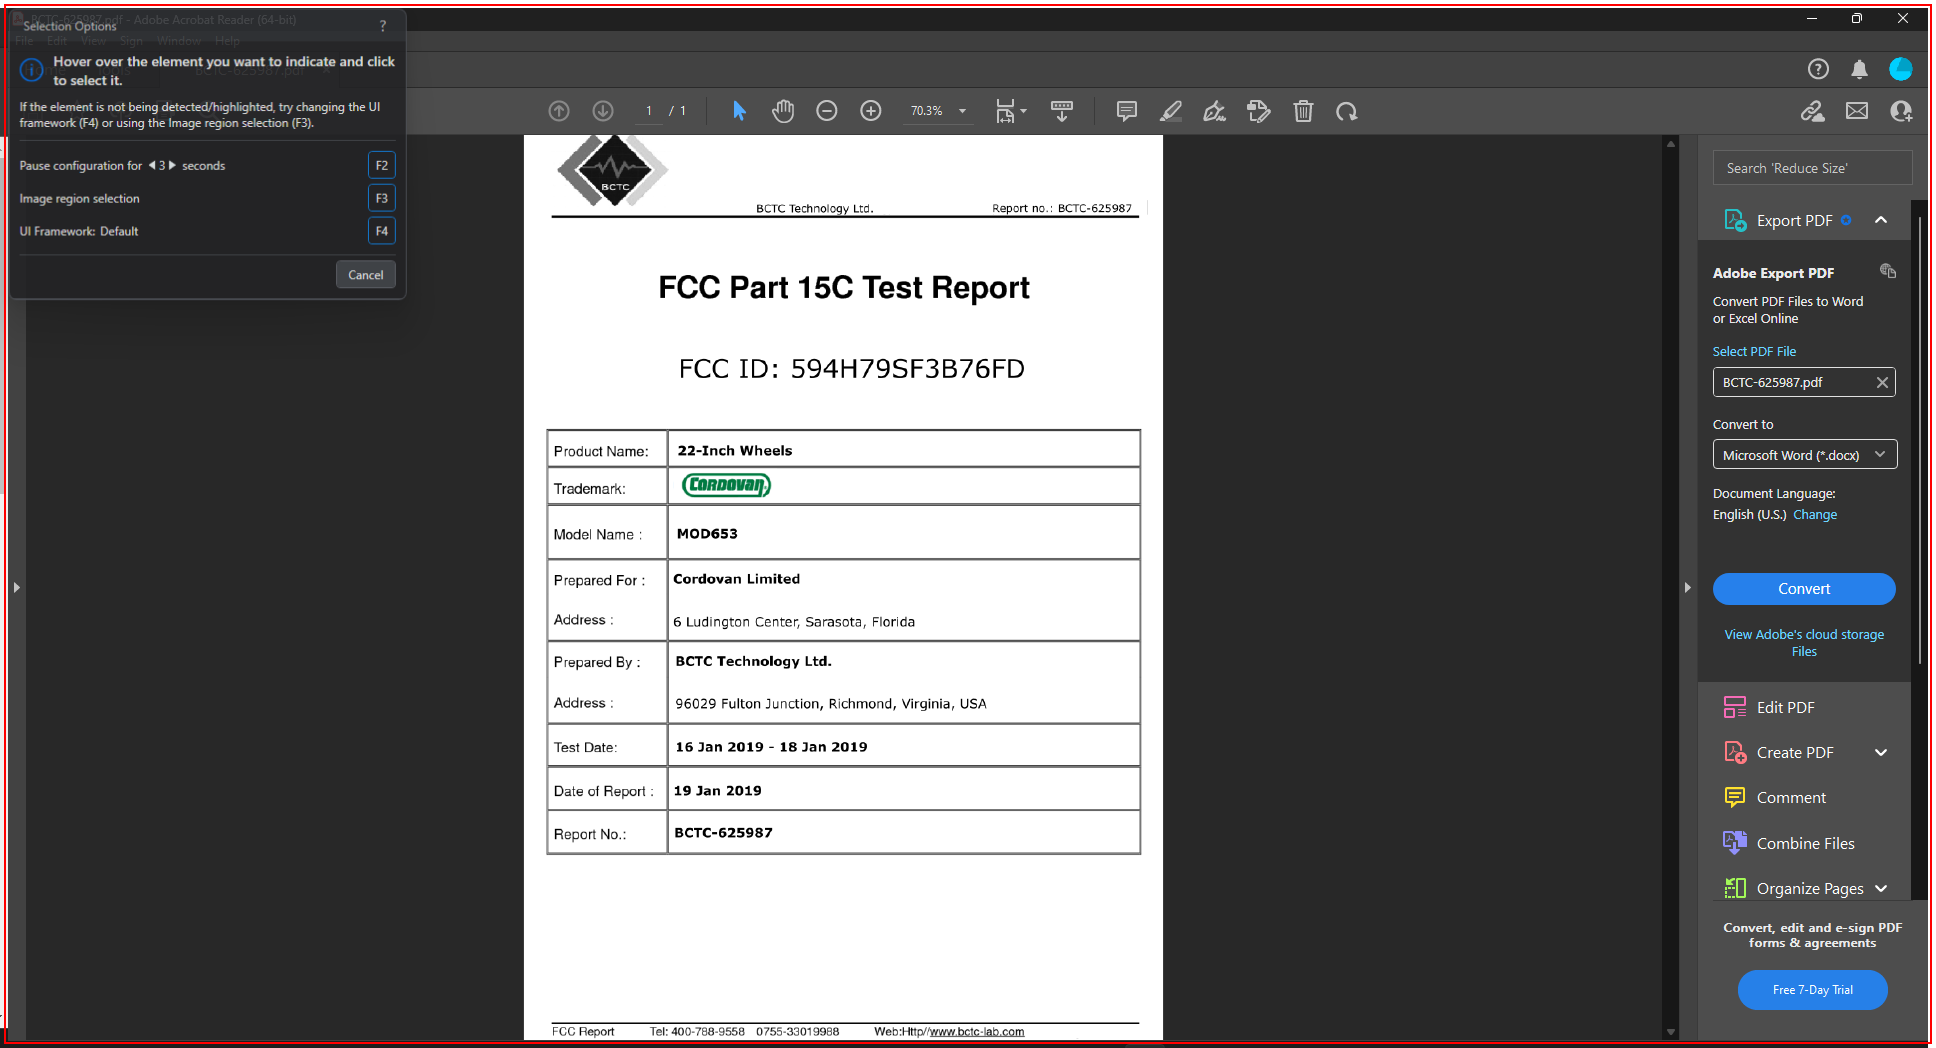 BCTC-625987.pdf - Adobe Acrobat Reader (64-bit)
Selection Options
?
File Edit View Sign Window Help
Hover over the element you want to indicate and click
to select it.
BCTC-625987.pdf
If the element is not being detected/highlighted, try changing the UI
framework (F4) or using the Image region selection (F3).
1 / 1
70.3%
Pause configuration for 3 seconds
F2
Image region selection
F3
UI Framework: Default
F4
Cancel
BCTC
BCTC Technology Ltd.
Report no.: BCTC-625987
FCC Part 15C Test Report
FCC ID: 594H79SF3B76FD
Product Name: 22-Inch Wheels
Trademark: CORDOVAN
Model Name : MOD653
Prepared For : Cordovan Limited
Address : 6 Ludington Center, Sarasota, Florida
Prepared By : BCTC Technology Ltd.
Address : 96029 Fulton Junction, Richmond, Virginia, USA
Test Date: 16 Jan 2019 - 18 Jan 2019
Date of Report : 19 Jan 2019
Report No.: BCTC-625987
FCC Report Tel: 400-788-9558 0755-33019988 Web:Http//www.bctc-lab.com
Search 'Reduce Size'
Export PDF
Adobe Export PDF
Convert PDF Files to Word
or Excel Online
Select PDF File
BCTC-625987.pdf
Convert to
Microsoft Word (*.docx)
Document Language:
English (U.S.) Change
Convert
View Adobe's cloud storage
Files
Edit PDF
Create PDF
Comment
Combine Files
Organize Pages
Convert, edit and e-sign PDF
forms & agreements
Free 7-Day Trial